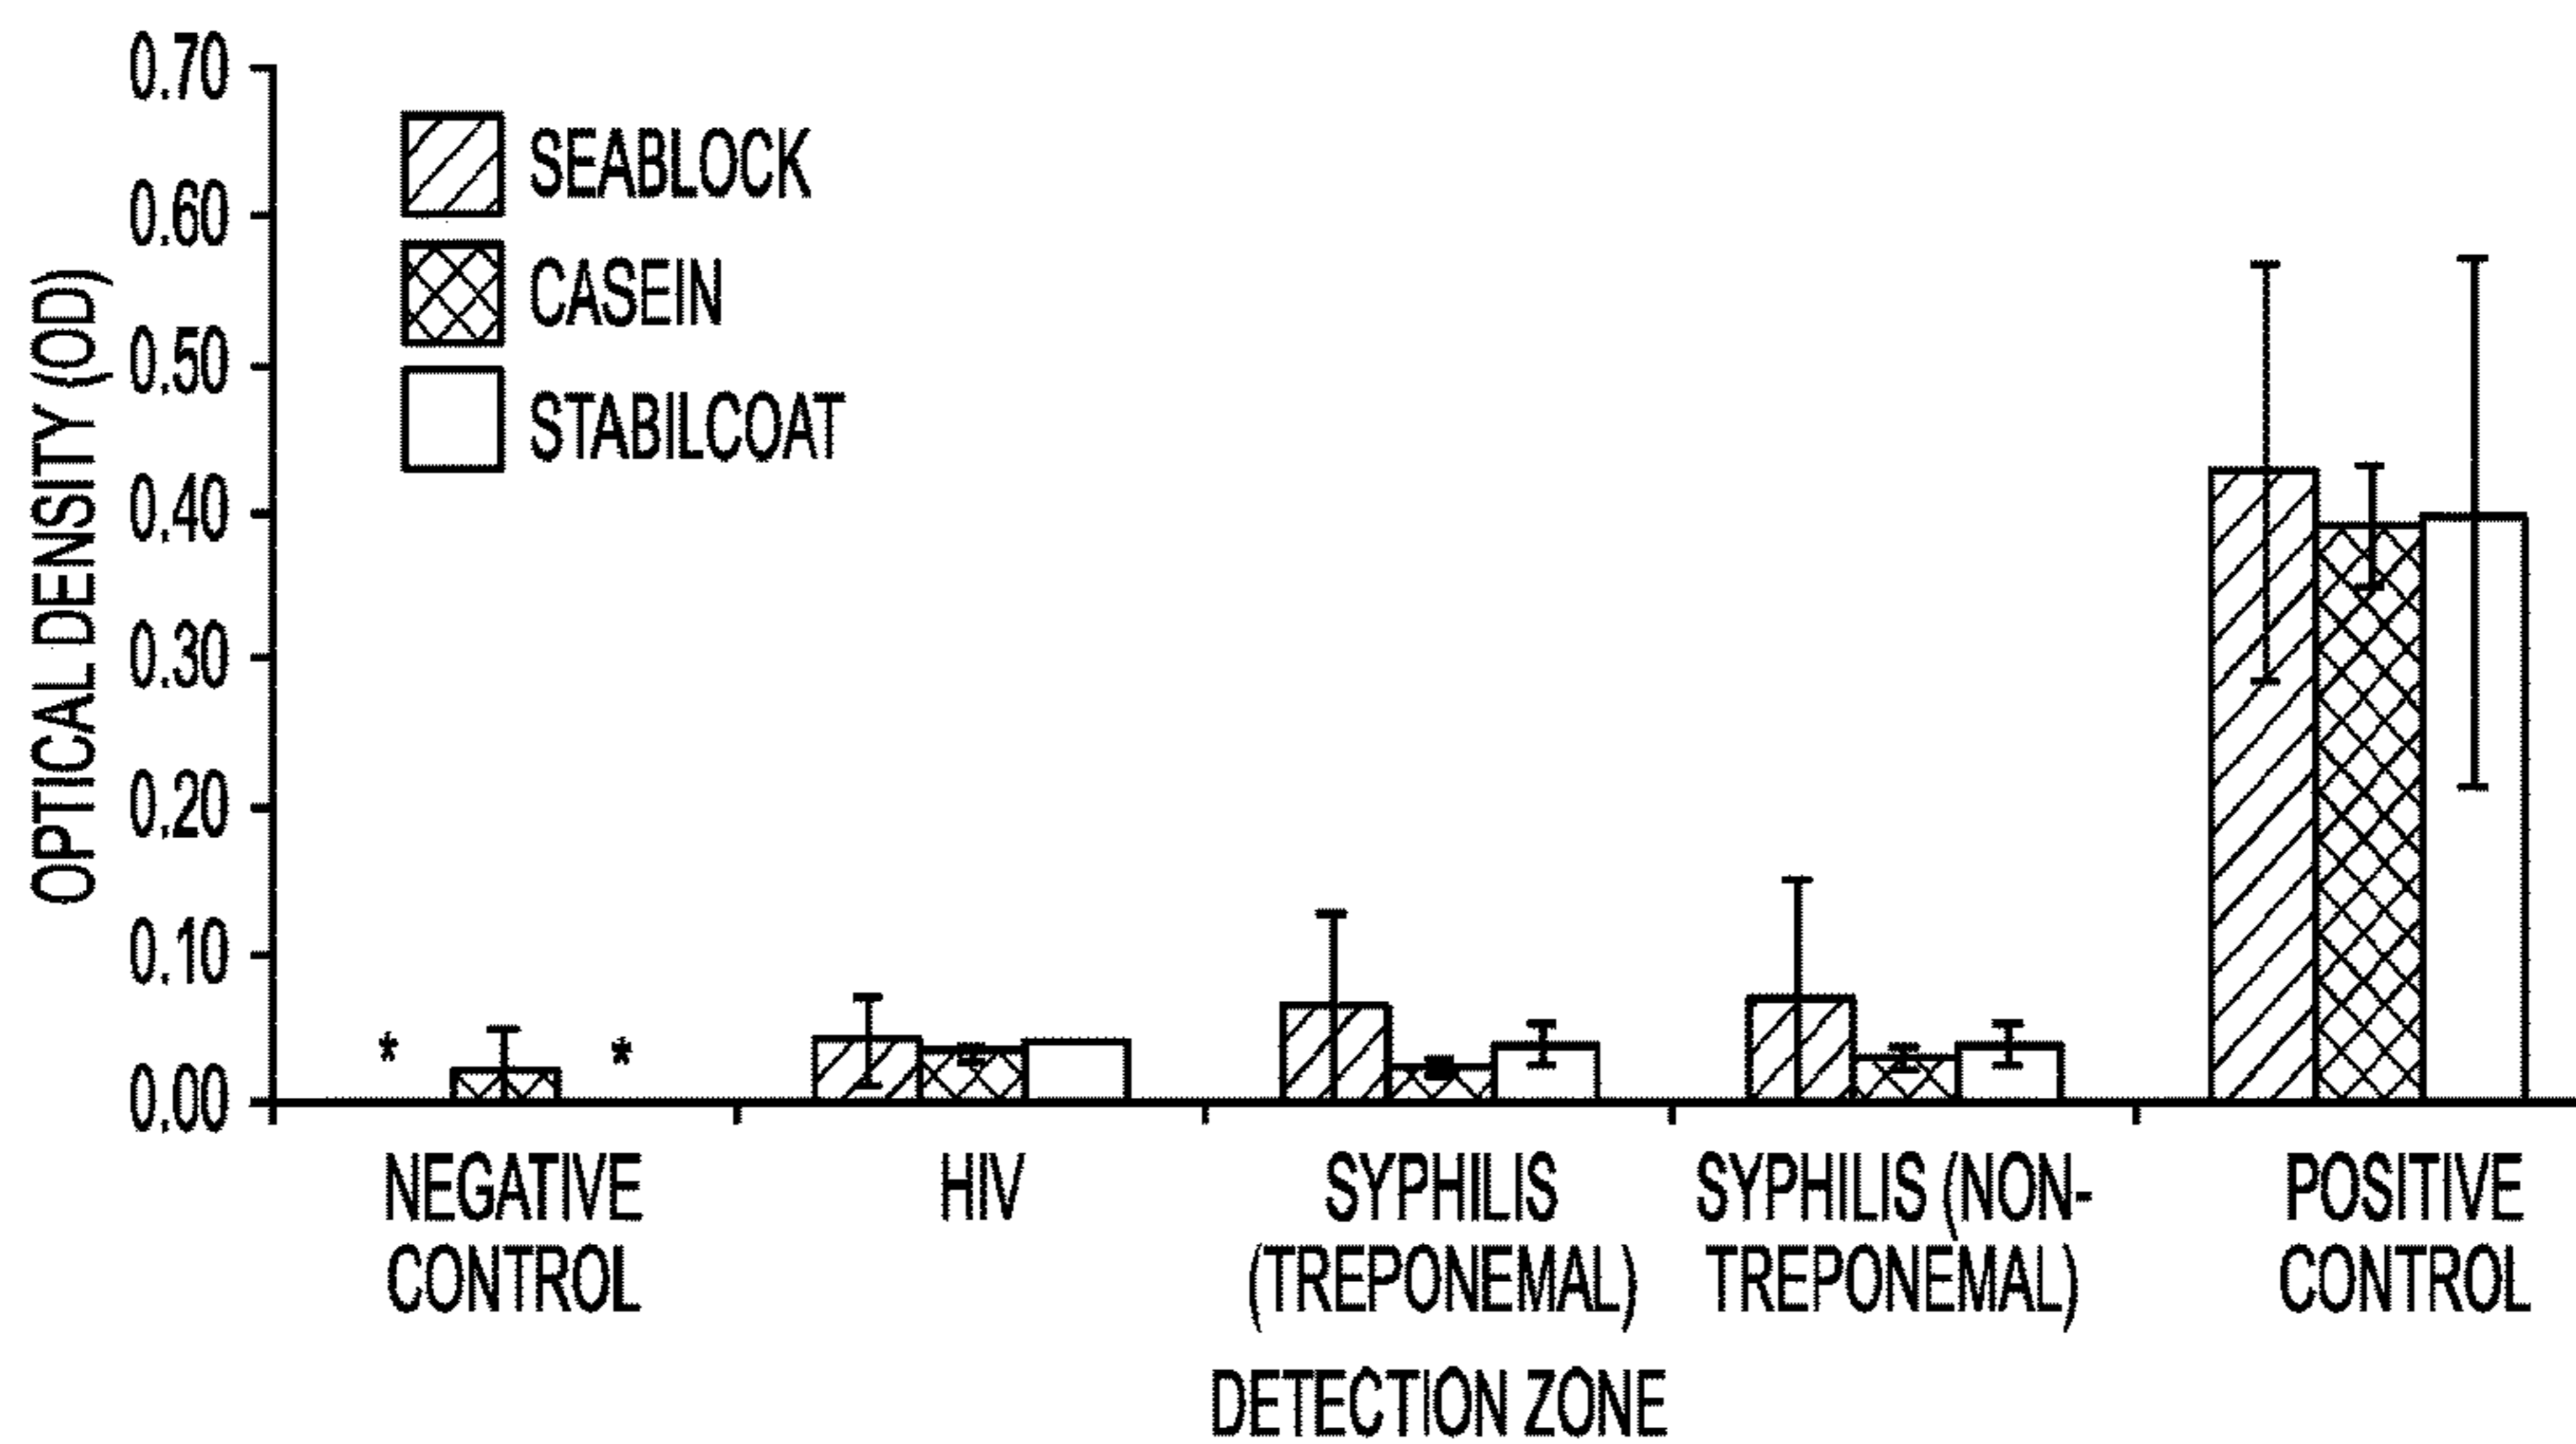 OPTICAL DENSITY (OD)
0.70
0.60
0.50
0.40
0.30
0.20
0.10
0.00
SEABLOCK
CASEIN
STABILCOAT
*
*
NEGATIVE
CONTROL
HIV
SYPHILIS
(TREPONEMAL)
SYPHILIS (NON-
TREPONEMAL)
POSITIVE
CONTROL
DETECTION ZONE